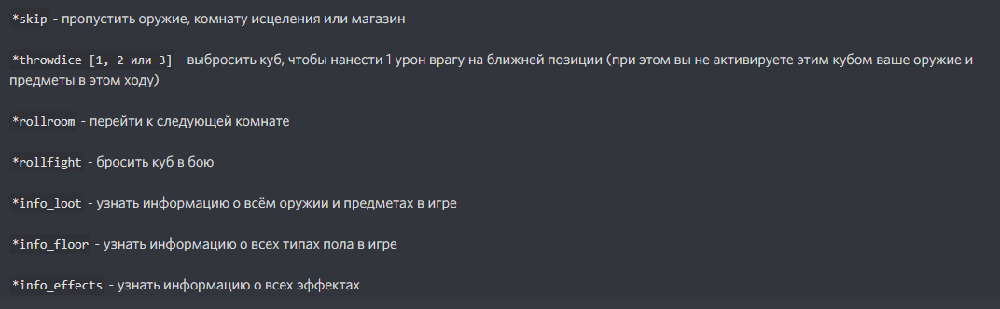 *skip - пропустить оружие, комнату исцеления или магазин
*throwdice [1, 2 или 3] - выбросить куб, чтобы нанести 1 урон врагу на ближней позиции (при этом вы не активируете этим кубом ваше оружие и
предметы в этом ходу)
*rollroom - перейти к следующей комнате
*rollfight - бросить куб в бою
*info_loot - узнать информацию о всём оружии и предметах в игре
*info_floor - узнать информацию о всех типах пола в игре
*info_effects - узнать информацию о всех эффектах